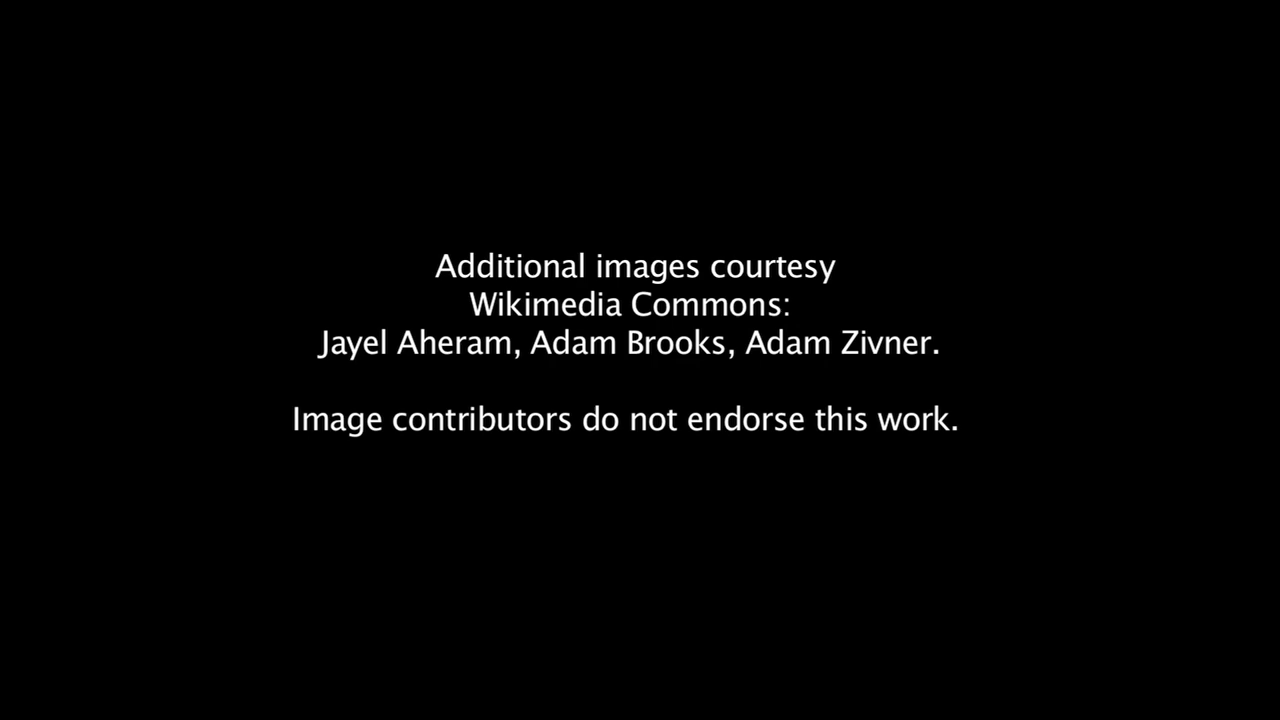 Additional images courtesy
Wikimedia Commons:
Jayel Aheram, Adam Brooks, Adam Zivner.
Image contributors do not endorse this work.